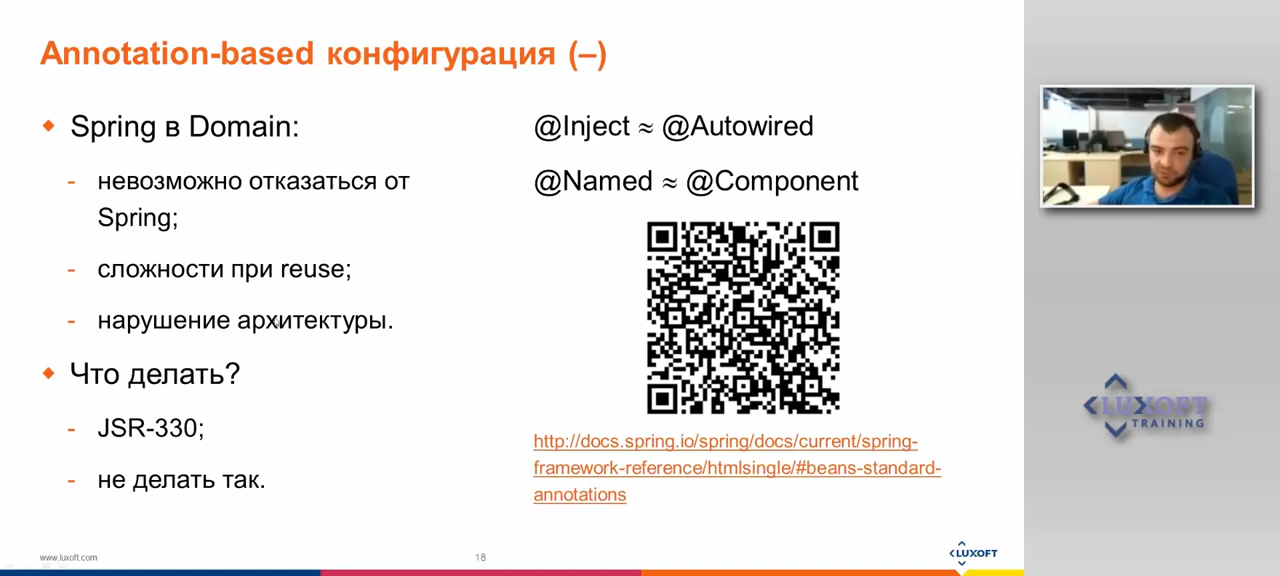 Annotation-based конфигурация (–)
Spring в Domain:
- невозможно отказаться от
Spring;
- сложности при reuse;
- нарушение архитектуры.
Что делать?
- JSR-330;
- не делать так.
@Inject ≈ @Autowired
@Named ≈ @Component
http://docs.spring.io/spring/docs/current/spring-
framework-reference/htmlsingle/#beans-standard-
annotations
www.luxoft.com
18
LUXOFT
LUXOFT
TRAINING